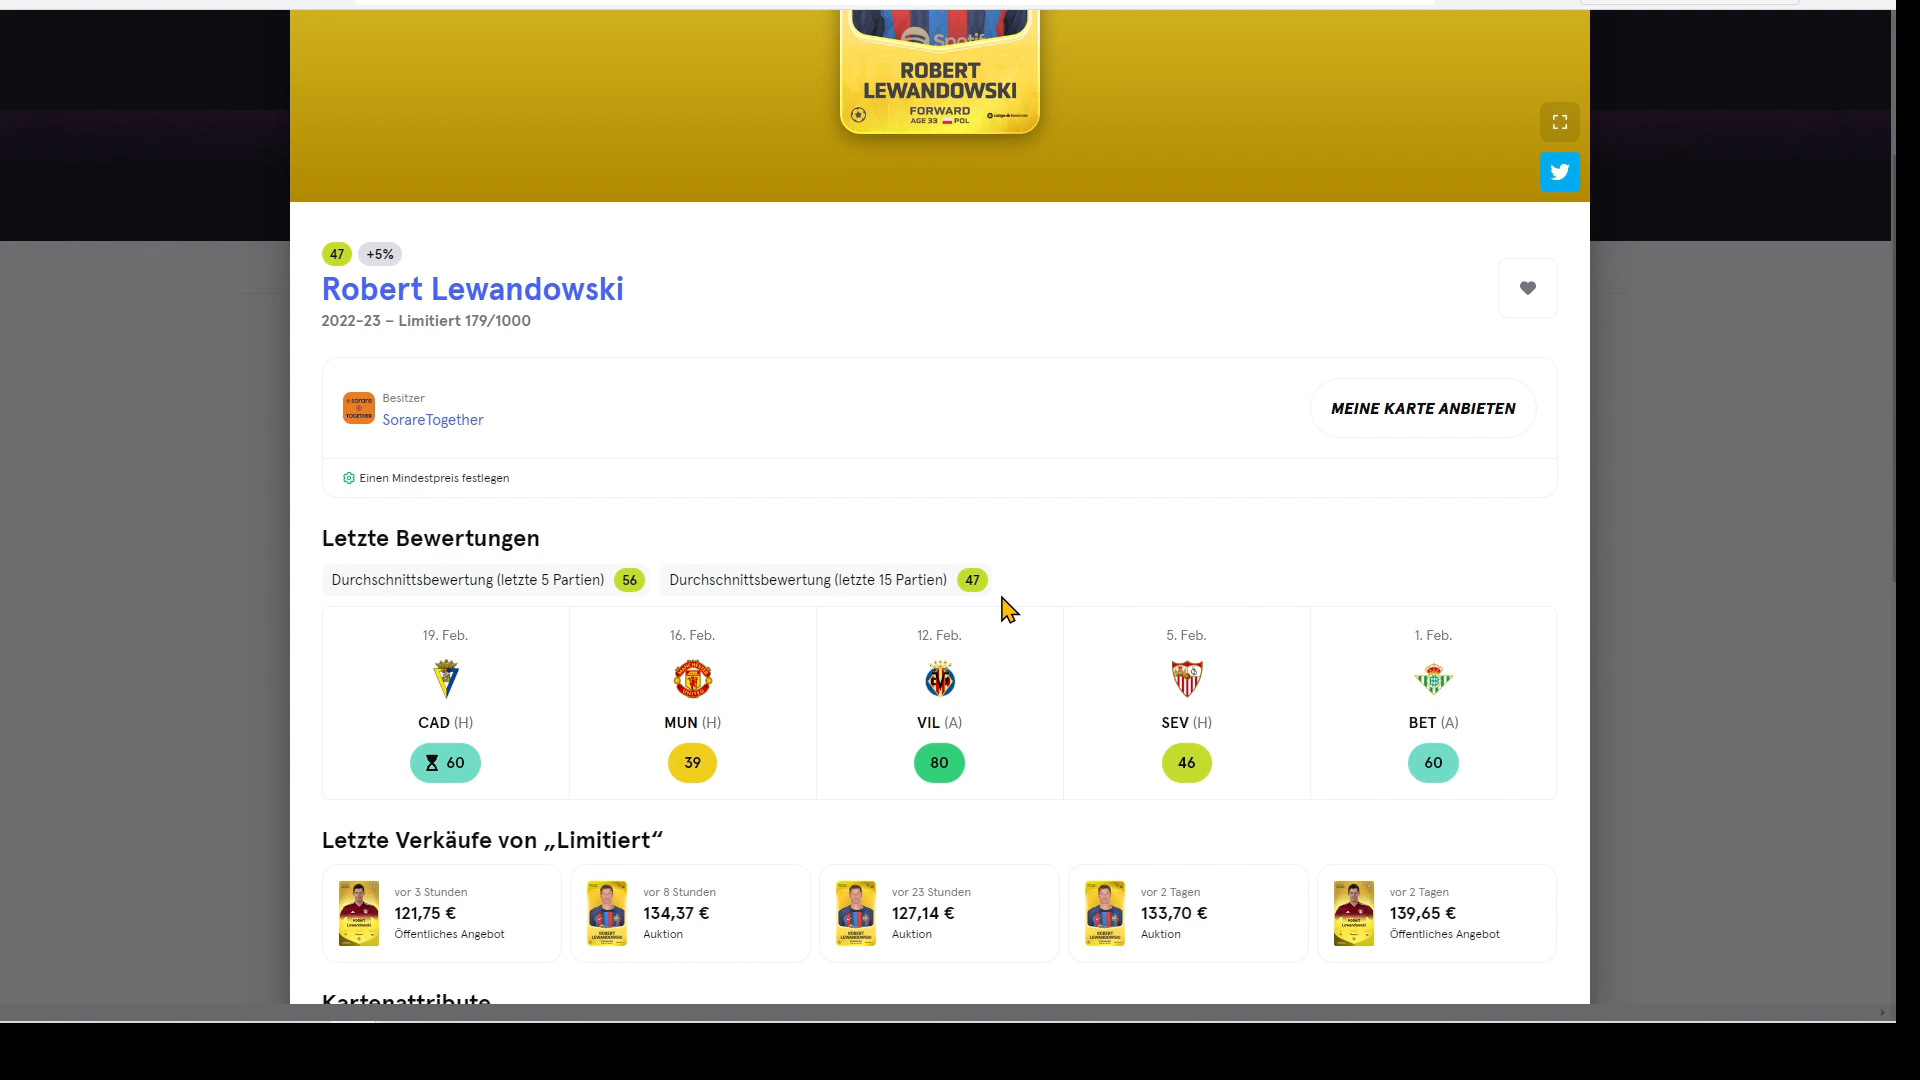 Spotify
ROBERT
LEWANDOWSKI
FORWARD
AGE 33 POL
47 +5%
Robert Lewandowski
2022-23 – Limitiert 179/1000
Besitzer
SorareTogether
MEINE KARTE ANBIETEN
Einen Mindestpreis festlegen
Letzte Bewertungen
Durchschnittsbewertung (letzte 5 Partien) 56 Durchschnittsbewertung (letzte 15 Partien) 47
19. Feb. 16. Feb. 12. Feb. 5. Feb. 1. Feb.
CAD (H) MUN (H) VIL (A) SEV (H) BET (A)
60 39 80 46 60
Letzte Verkäufe von „Limitiert“
vor 3 Stunden vor 8 Stunden vor 23 Stunden vor 2 Tagen vor 2 Tagen
121,75 € 134,37 € 127,14 € 133,70 € 139,65 €
Öffentliches Angebot Auktion Auktion Auktion Öffentliches Angebot
Kartenattribute